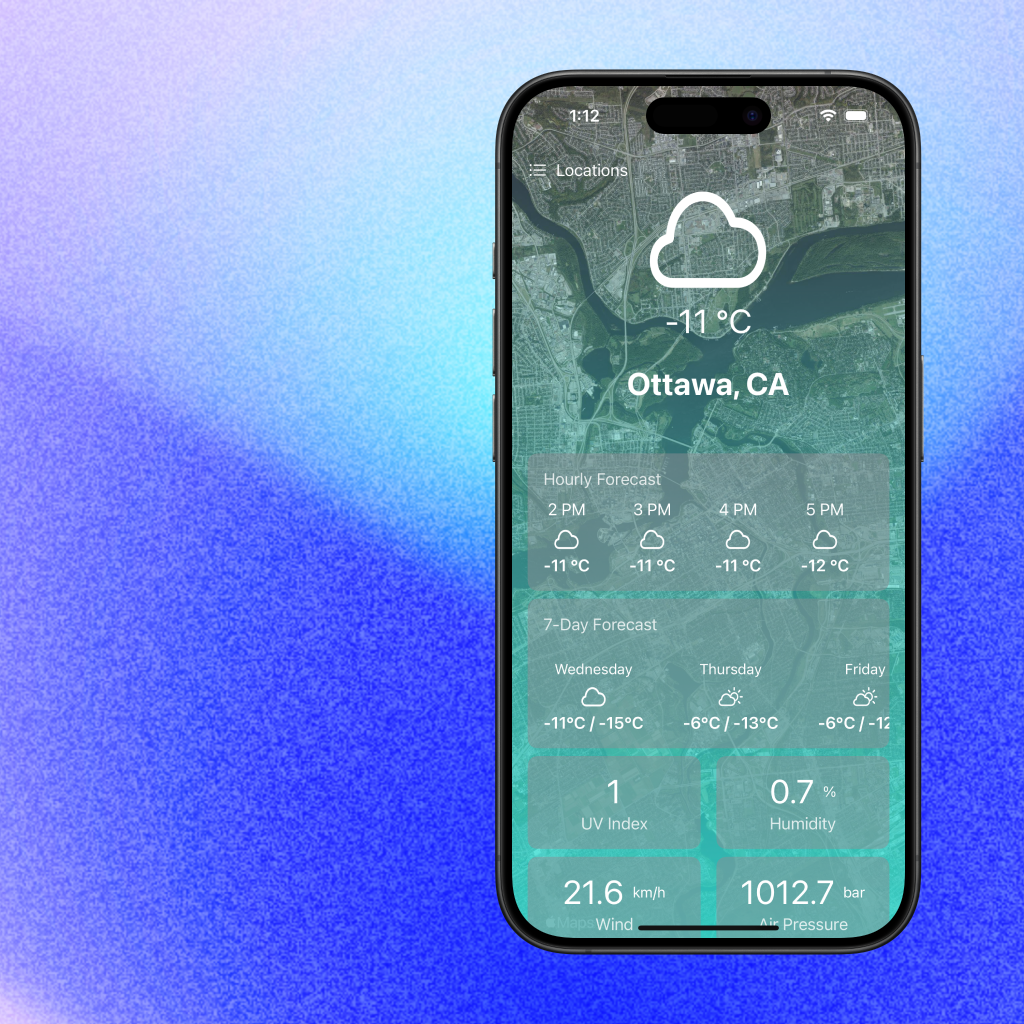 1:12
Locations
-11 °C
Ottawa, CA
Hourly Forecast
2 PM 3 PM 4 PM 5 PM
-11 °C -11 °C -11 °C -12 °C
7-Day Forecast
Wednesday Thursday Friday
-11°C / -15°C -6°C / -13°C -6°C / -12
1 0.7 %
UV Index Humidity
21.6 km/h 1012.7 bar
Maps Wind Air Pressure